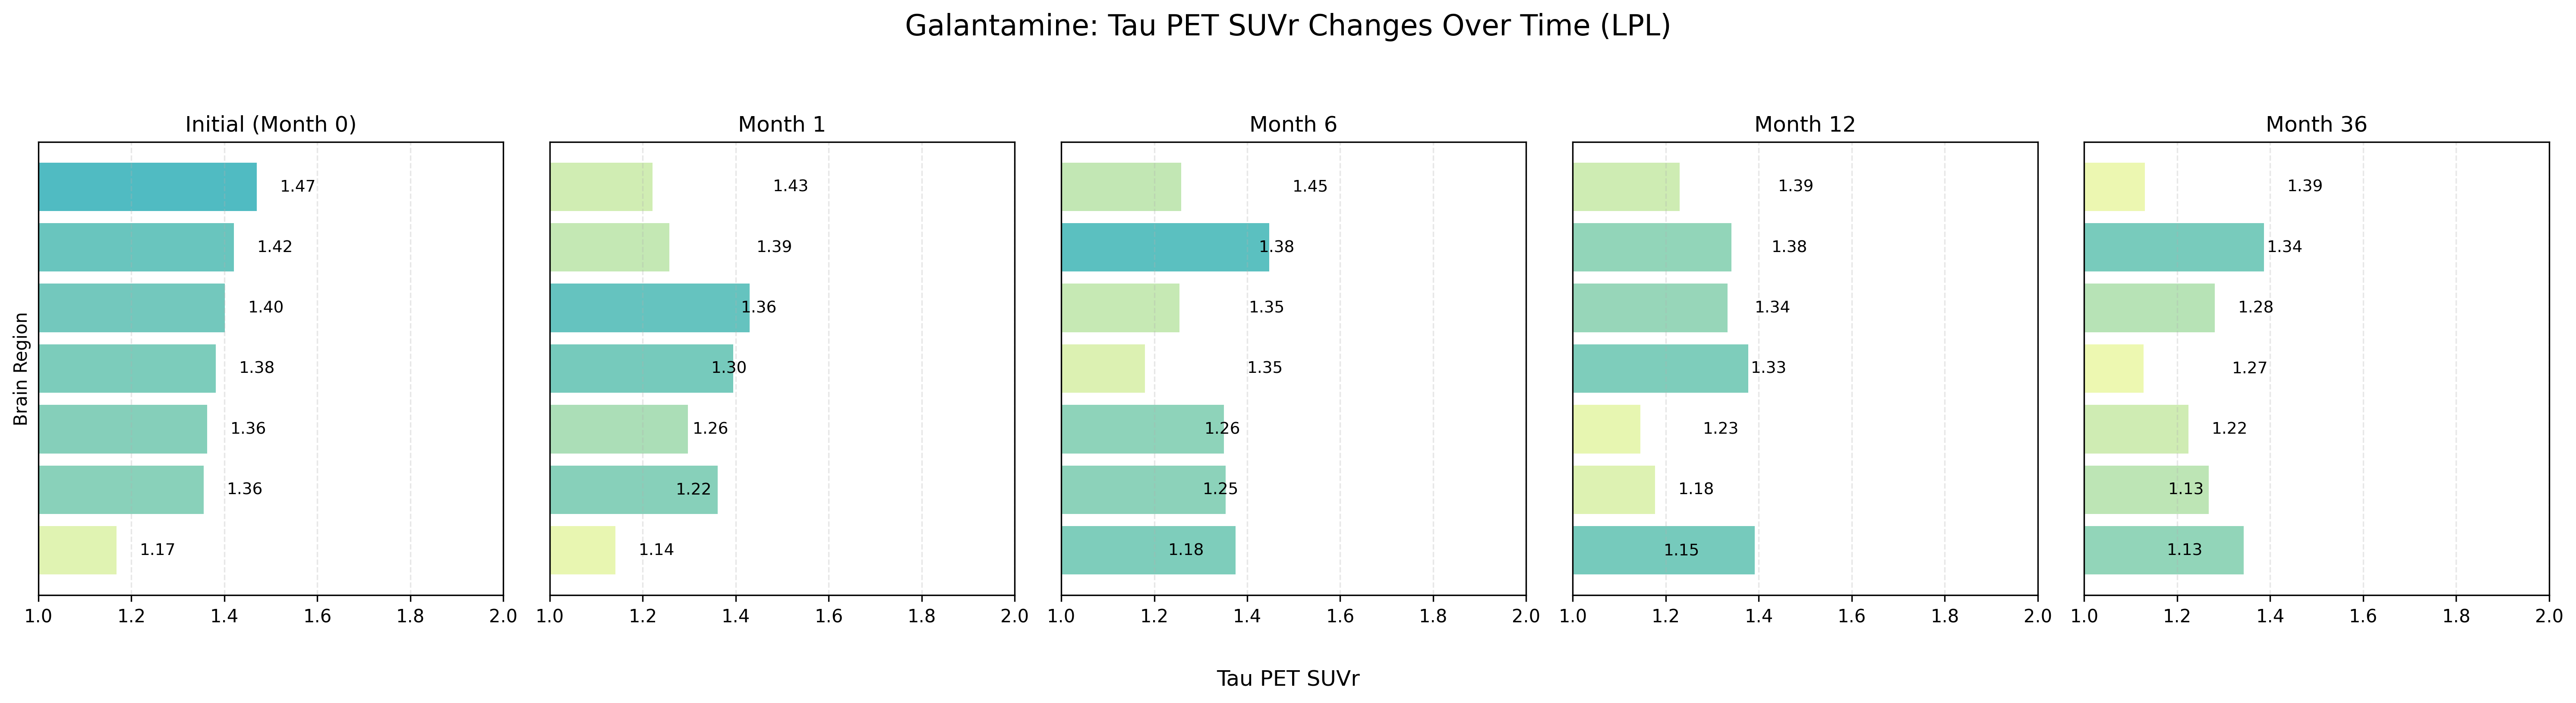 Galantamine: Tau PET SUVr Changes Over Time (LPL)
Initial (Month 0)
Brain Region
1.47
1.42
1.40
1.38
1.36
1.36
1.17
1.0 1.2 1.4 1.6 1.8 2.0
Month 1
1.43
1.39
1.36
1.30
1.26
1.22
1.14
1.0 1.2 1.4 1.6 1.8 2.0
Month 6
1.45
1.38
1.35
1.35
1.26
1.25
1.18
1.0 1.2 1.4 1.6 1.8 2.0
Month 12
1.39
1.38
1.34
1.33
1.23
1.18
1.15
1.0 1.2 1.4 1.6 1.8 2.0
Month 36
1.39
1.34
1.28
1.27
1.22
1.13
1.13
1.0 1.2 1.4 1.6 1.8 2.0
Tau PET SUVr